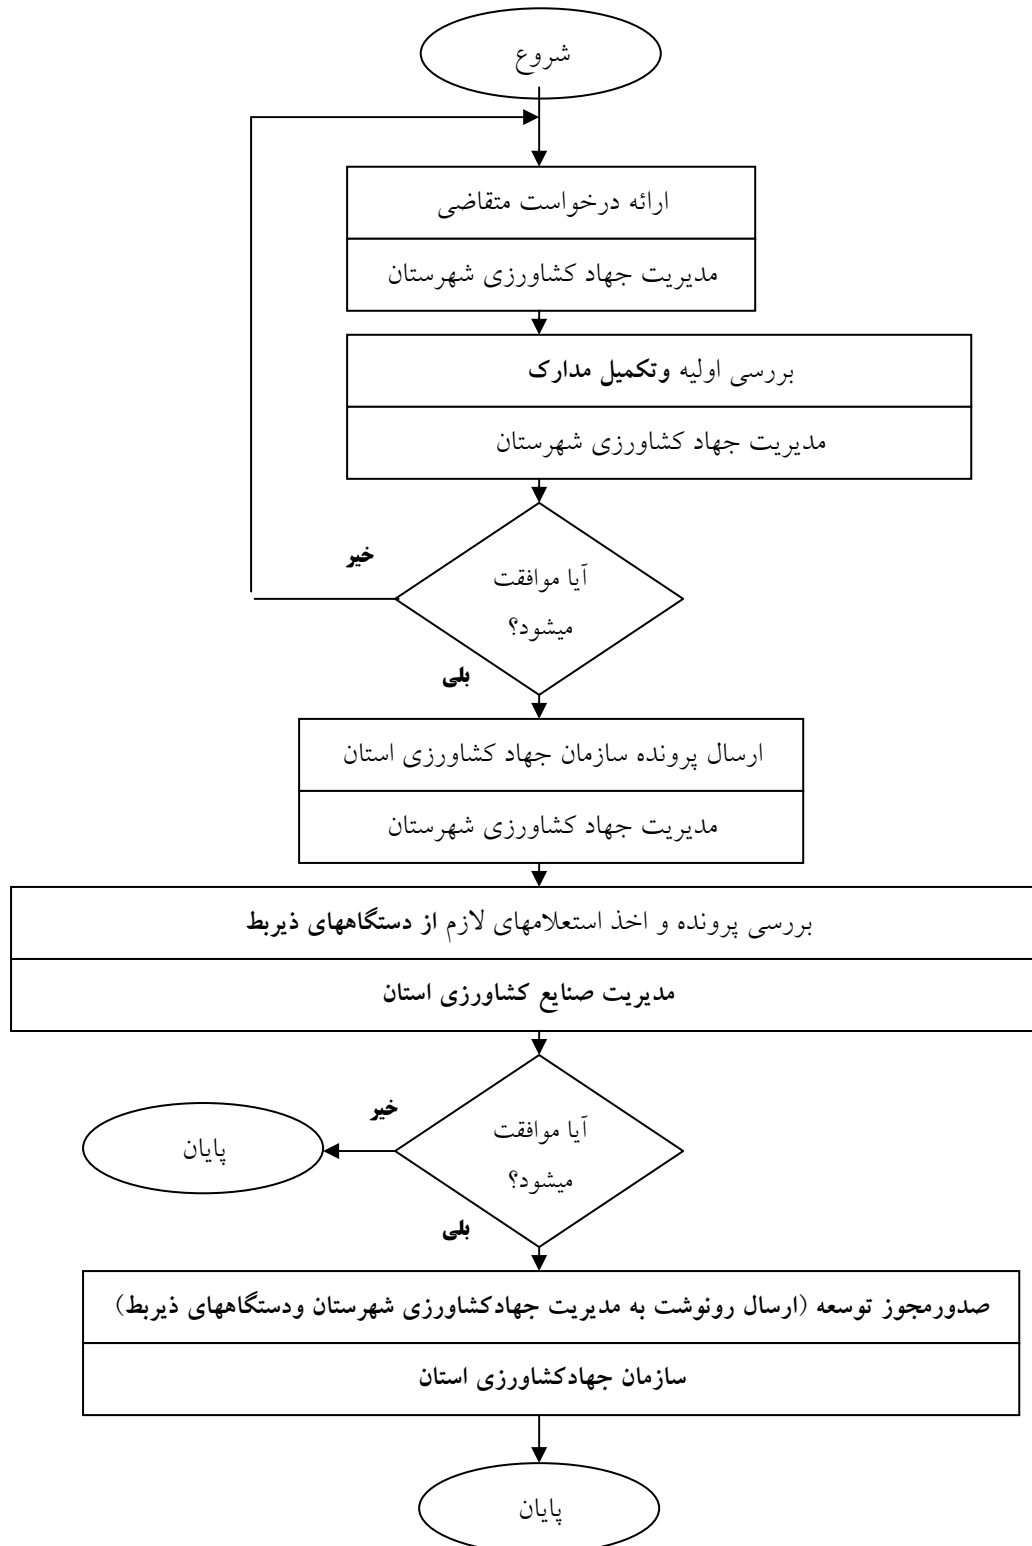 شروع
ارائه درخواست متقاضی
مدیریت جهاد کشاورزی شهرستان
بررسی اولیه وتکمیل مدارک
مدیریت جهاد کشاورزی شهرستان
خیر
آیا موافقت
میشود؟
بلی
ارسال پرونده سازمان جهاد کشاورزی استان
مدیریت جهاد کشاورزی شهرستان
بررسی پرونده و اخذ استعلامهای لازم از دستگاههای ذیربط
مدیریت صنایع کشاورزی استان
خیر
آیا موافقت
میشود؟
پایان
بلی
صدورمجوز توسعه (ارسال رونوشت به مدیریت جهادکشاورزی شهرستان ودستگاههای ذیربط)
سازمان جهادکشاورزی استان
پایان